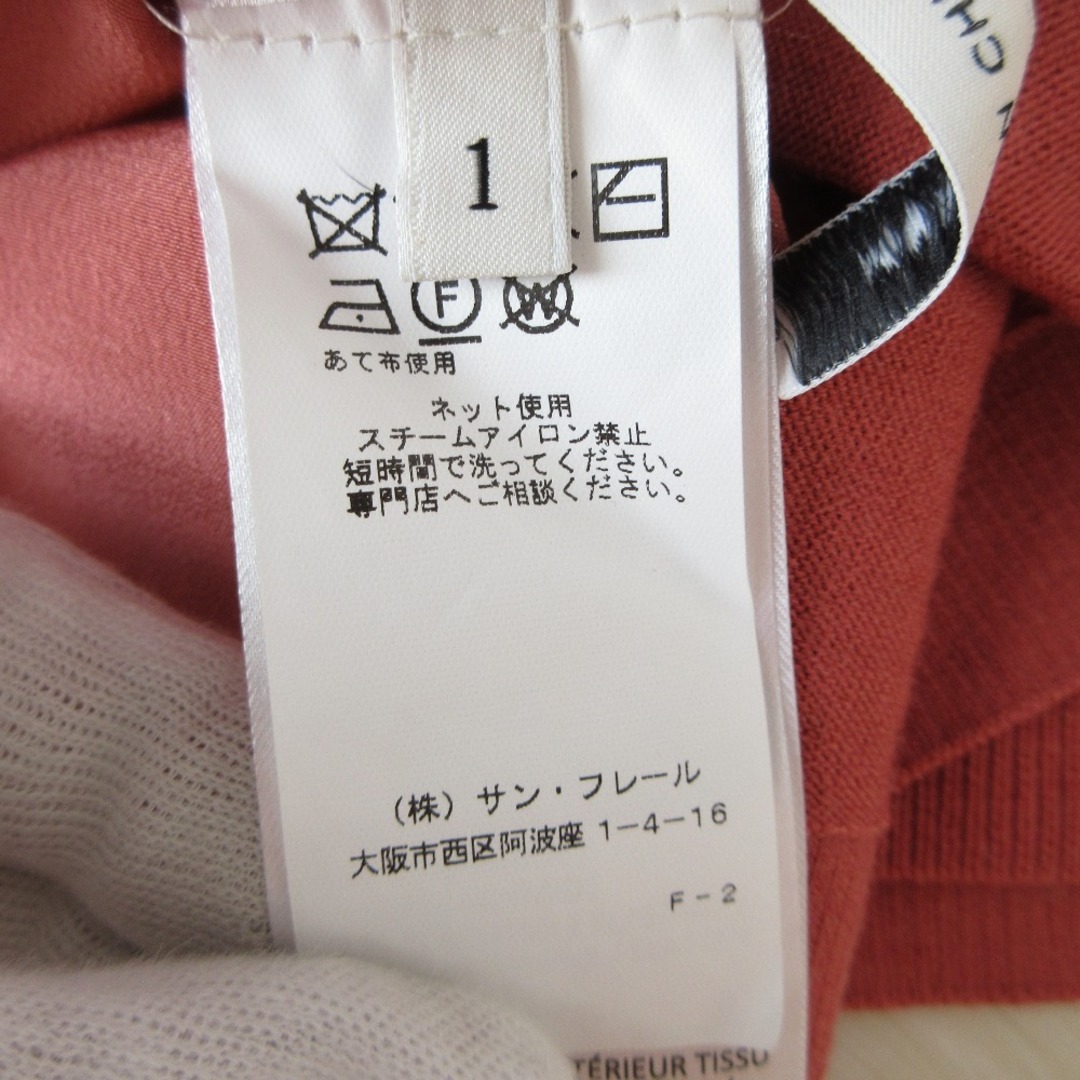 CH
1
F
W
あて布使用
ネット使用
スチームアイロン禁止
短時間で洗ってください。
専門店へご相談ください。
(株) サン・フレール
大阪市西区阿波座 1-4-16
F-2
TÉRIEUR TISSU